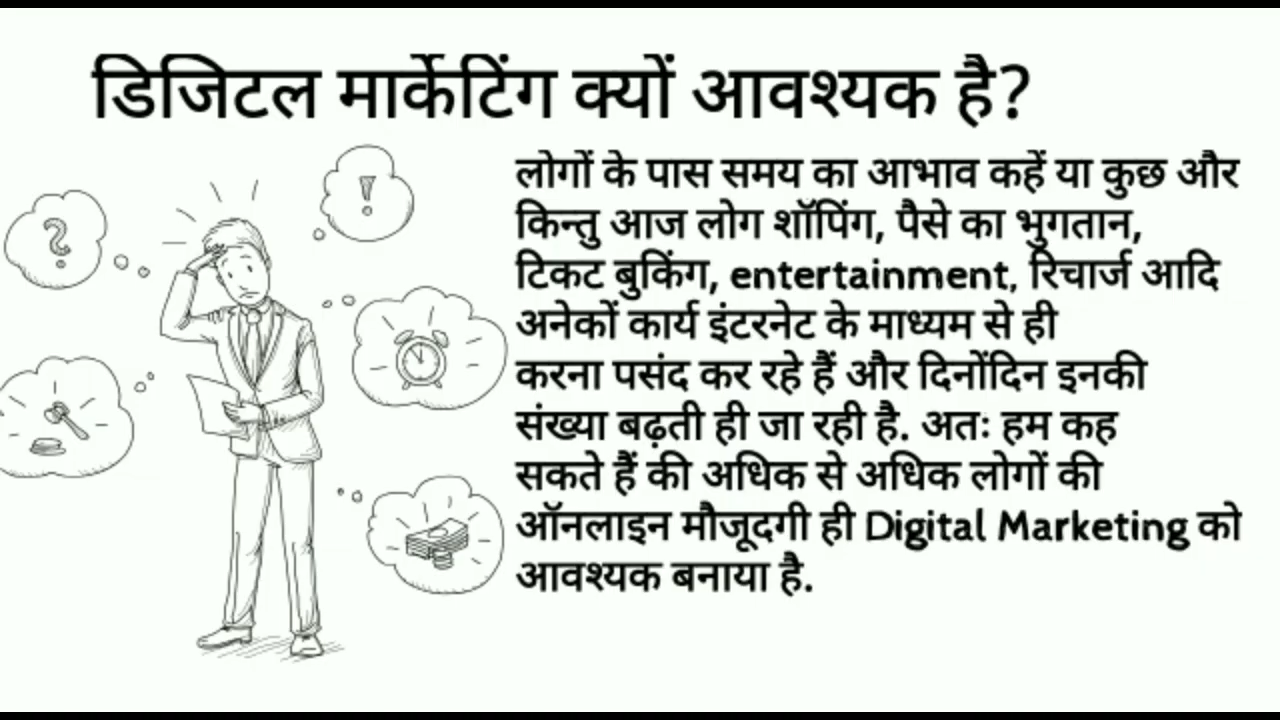 डिजिटल मार्केटिंग क्यों आवश्यक है?
लोगों के पास समय का आभाव कहें या कुछ और
किन्तु आज लोग शॉपिंग, पैसे का भुगतान,
टिकट बुकिंग, entertainment, रिचार्ज आदि
अनेकों कार्य इंटरनेट के माध्यम से ही
करना पसंद कर रहे हैं और दिनोंदिन इनकी
संख्या बढ़ती ही जा रही है. अतः हम कह
सकते हैं की अधिक से अधिक लोगों की
ऑनलाइन मौजूदगी ही Digital Marketing को
आवश्यक बनाया है.